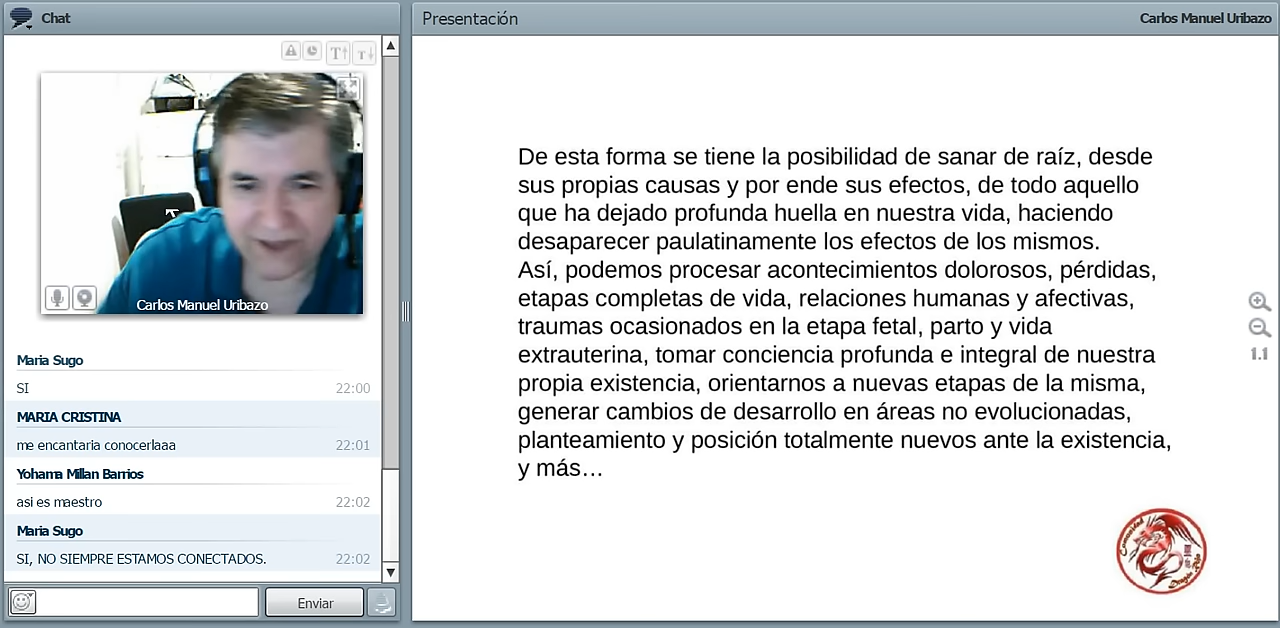 Chat
Carlos Manuel Uribazo
Maria Sugo
SI 22:00
MARIA CRISTINA
me encantaria conocerlaaa 22:01
Yohama Millan Barrios
asi es maestro 22:02
Maria Sugo
SI, NO SIEMPRE ESTAMOS CONECTADOS. 22:02
Enviar
Presentación
Carlos Manuel Uribazo
De esta forma se tiene la posibilidad de sanar de raíz, desde
sus propias causas y por ende sus efectos, de todo aquello
que ha dejado profunda huella en nuestra vida, haciendo
desaparecer paulatinamente los efectos de los mismos.
Así, podemos procesar acontecimientos dolorosos, pérdidas,
etapas completas de vida, relaciones humanas y afectivas,
traumas ocasionados en la etapa fetal, parto y vida
extrauterina, tomar conciencia profunda e integral de nuestra
propia existencia, orientarnos a nuevas etapas de la misma,
generar cambios de desarrollo en áreas no evolucionadas,
planteamiento y posición totalmente nuevos ante la existencia,
y más…
1:1
Comunidad
Dragón Rojo